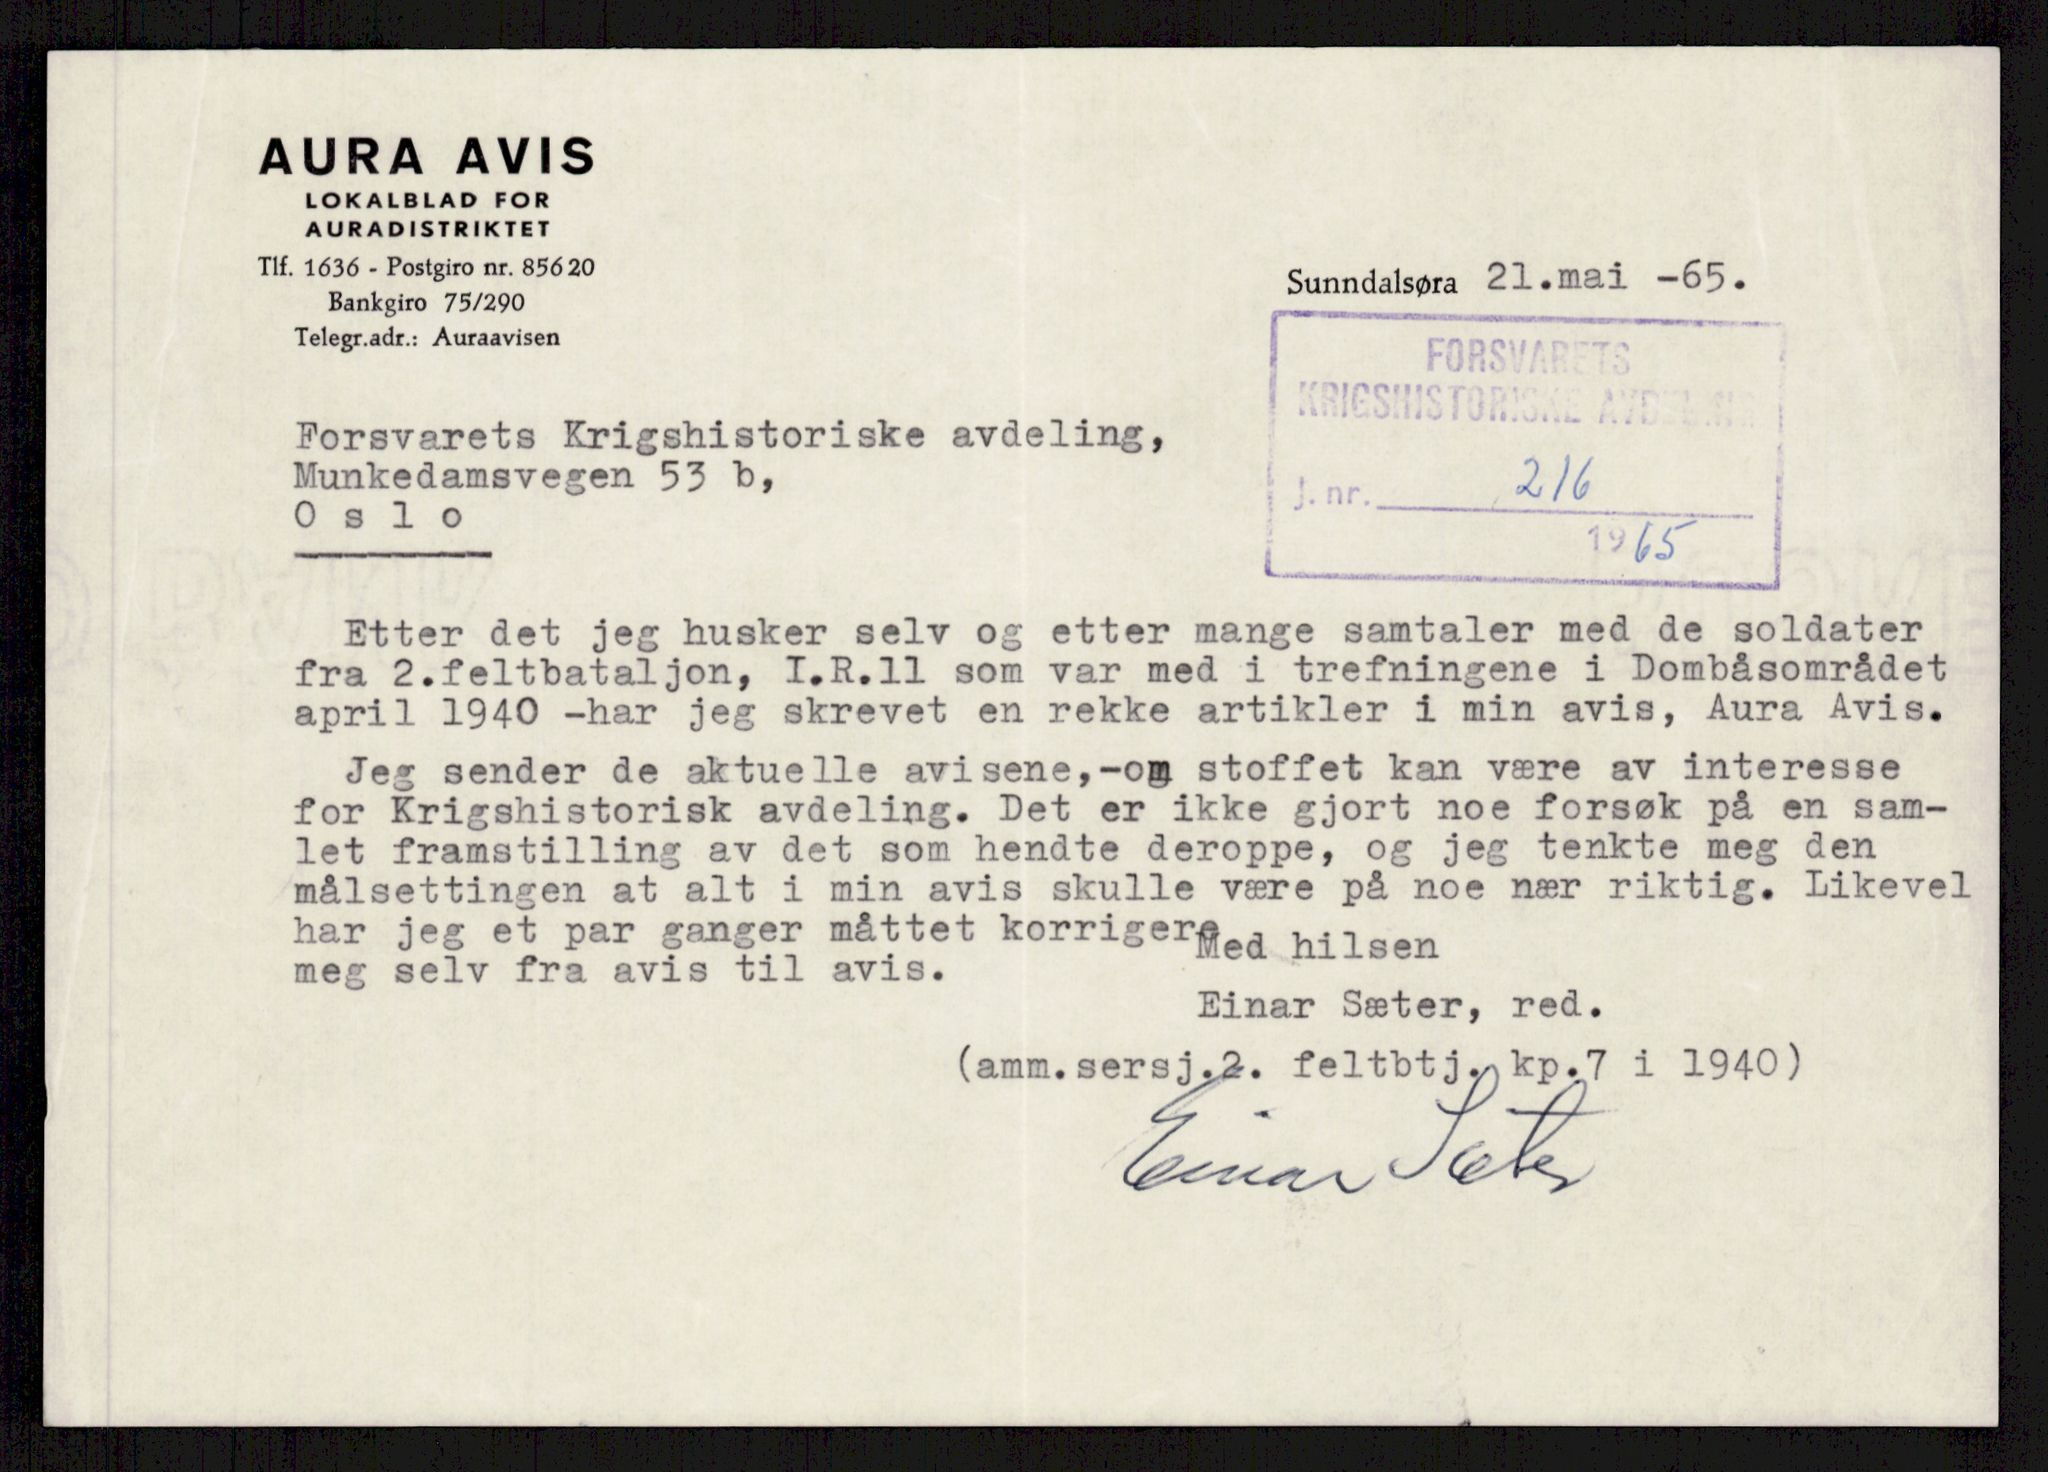 AURA AVIS
LOKALBLAD FOR
AURADISTRIKTET
Tlf. 1636 - Postgiro nr. 85620
Bankgiro 75/290
Telegr.adr.: Auraavisen
Sunndalsøra 21.mai -65.
FORSVARETS
KRIGSHISTORISKE AVDELING
J. nr. 216
1965
Forsvarets Krigshistoriske avdeling,
Munkedamsvegen 53 b,
O s l o
Etter det jeg husker selv og etter mange samtaler med de soldater
fra 2.feltbataljon, I.R.11 som var med i trefningene i Dombåsområdet
april 1940 -har jeg skrevet en rekke artikler i min avis, Aura Avis.
Jeg sender de aktuelle avisene,-om stoffet kan være av interesse
for Krigshistorisk avdeling. Det er ikke gjort noe forsøk på en sam-
let framstilling av det som hendte deroppe, og jeg tenkte meg den
målsettingen at alt i min avis skulle være på noe nær riktig. Likevel
har jeg et par ganger måttet korrigere
meg selv fra avis til avis.
Med hilsen
Einar Sæter, red.
(amm.sersj.2. feltbtj. kp.7 i 1940)
Einar Sæter